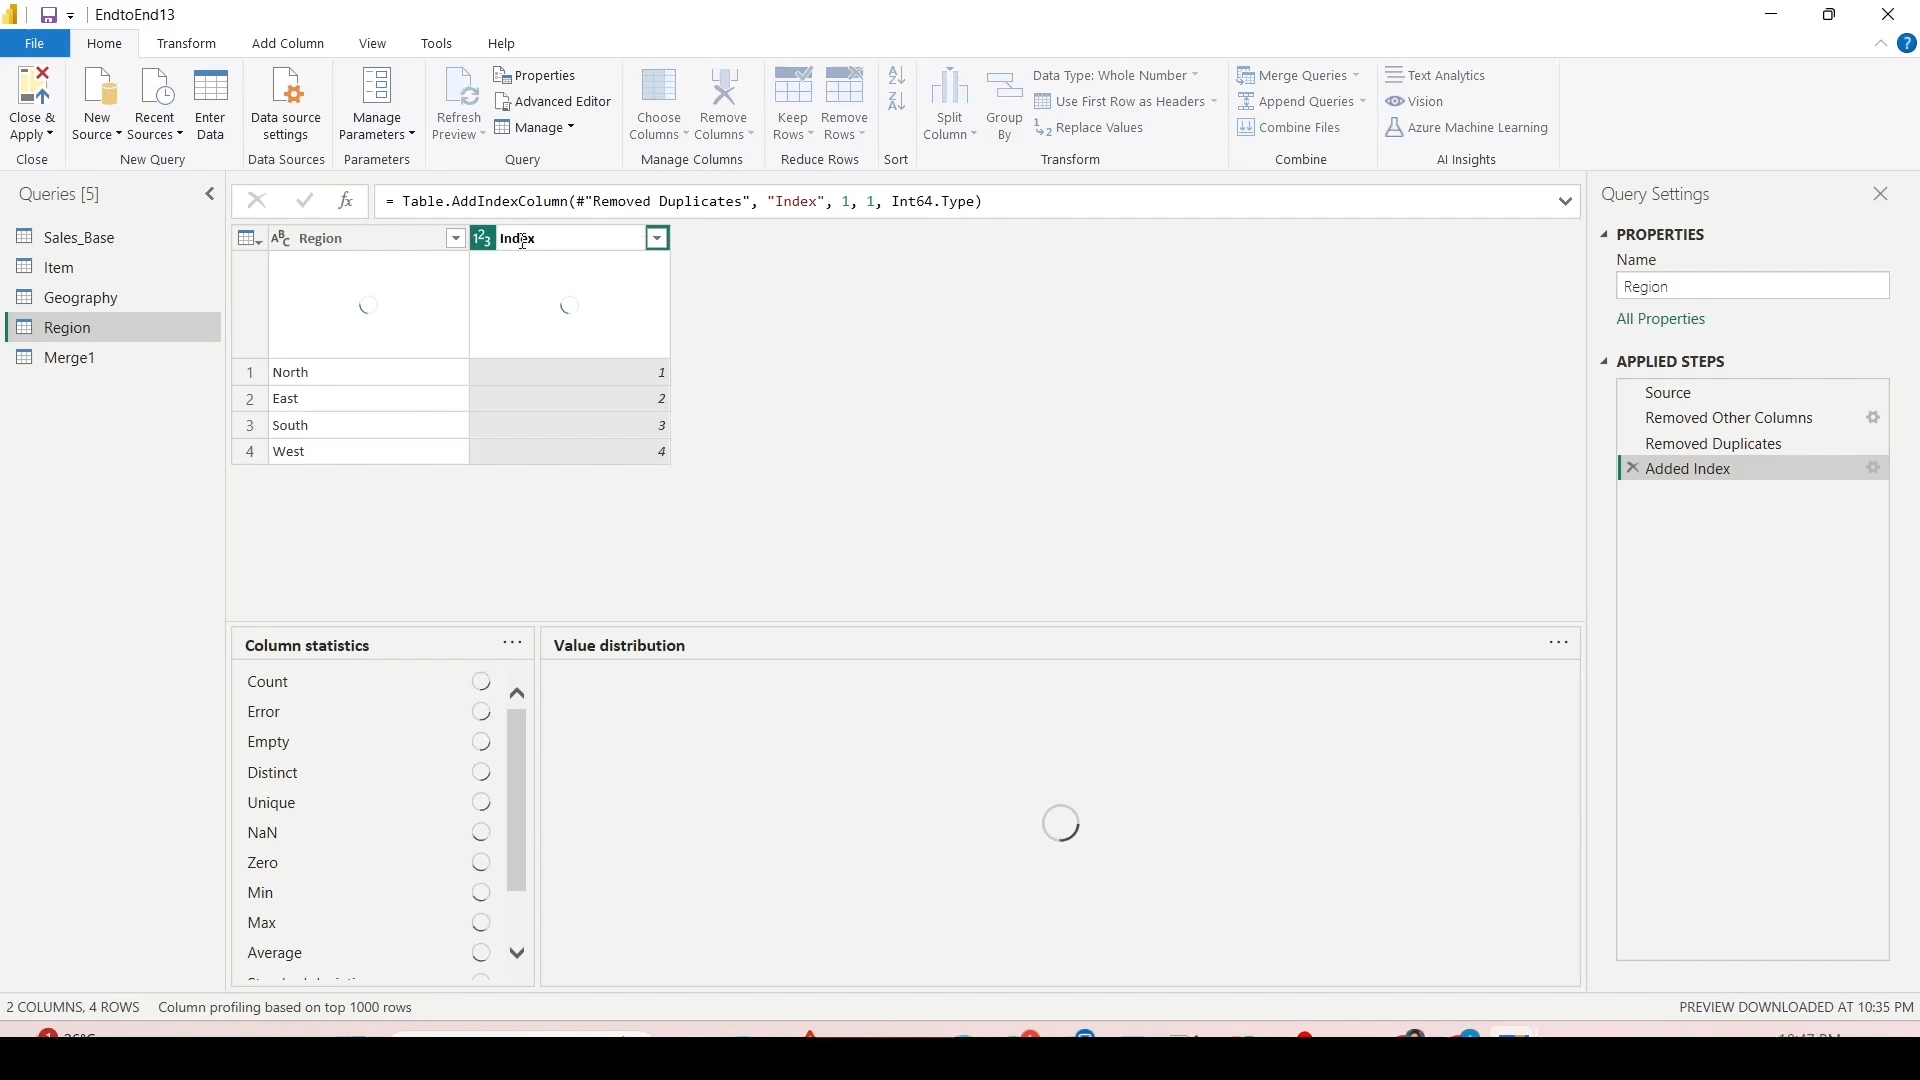 EndtoEnd13
File Home Transform Add Column View Tools Help
Close & Apply
New Source
Recent Sources
Enter Data
Data source settings
Manage Parameters
Refresh Preview
Properties
Advanced Editor
Manage
Choose Columns
Remove Columns
Keep Rows
Remove Rows
Split Column
Group By
Data Type: Whole Number
Use First Row as Headers
Replace Values
Merge Queries
Append Queries
Combine Files
Text Analytics
Vision
Azure Machine Learning
Close New Query Data Sources Parameters Query Manage Columns Reduce Rows Sort Transform Combine AI Insights
Queries [5]
Sales_Base
Item
Geography
Region
Merge1
fx
= Table.AddIndexColumn(#"Removed Duplicates", "Index", 1, 1, Int64.Type)
ABC Region 123 Index
1 North 1
2 East 2
3 South 3
4 West 4
Column statistics ...
Count
Error
Empty
Distinct
Unique
NaN
Zero
Min
Max
Average
Value distribution ...
Query Settings
PROPERTIES
Name
Region
All Properties
APPLIED STEPS
Source
Removed Other Columns
Removed Duplicates
Added Index
2 COLUMNS, 4 ROWS Column profiling based on top 1000 rows
PREVIEW DOWNLOADED AT 10:35 PM